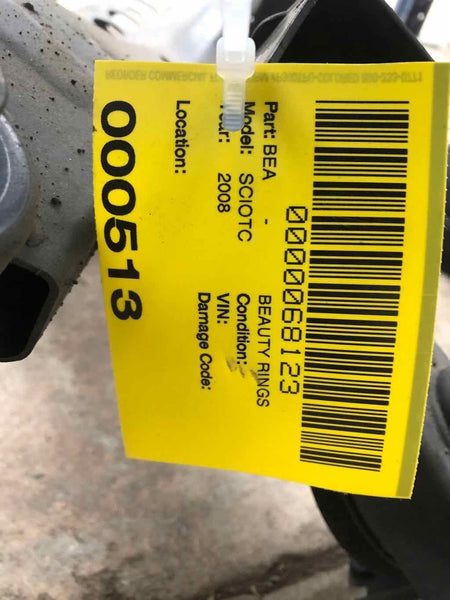 0000068123
Part: BEA - BEAUTY RINGS
Model: SCIOTC Condition:
Year: 2008 VIN:
Damage Code:
Location:
000513